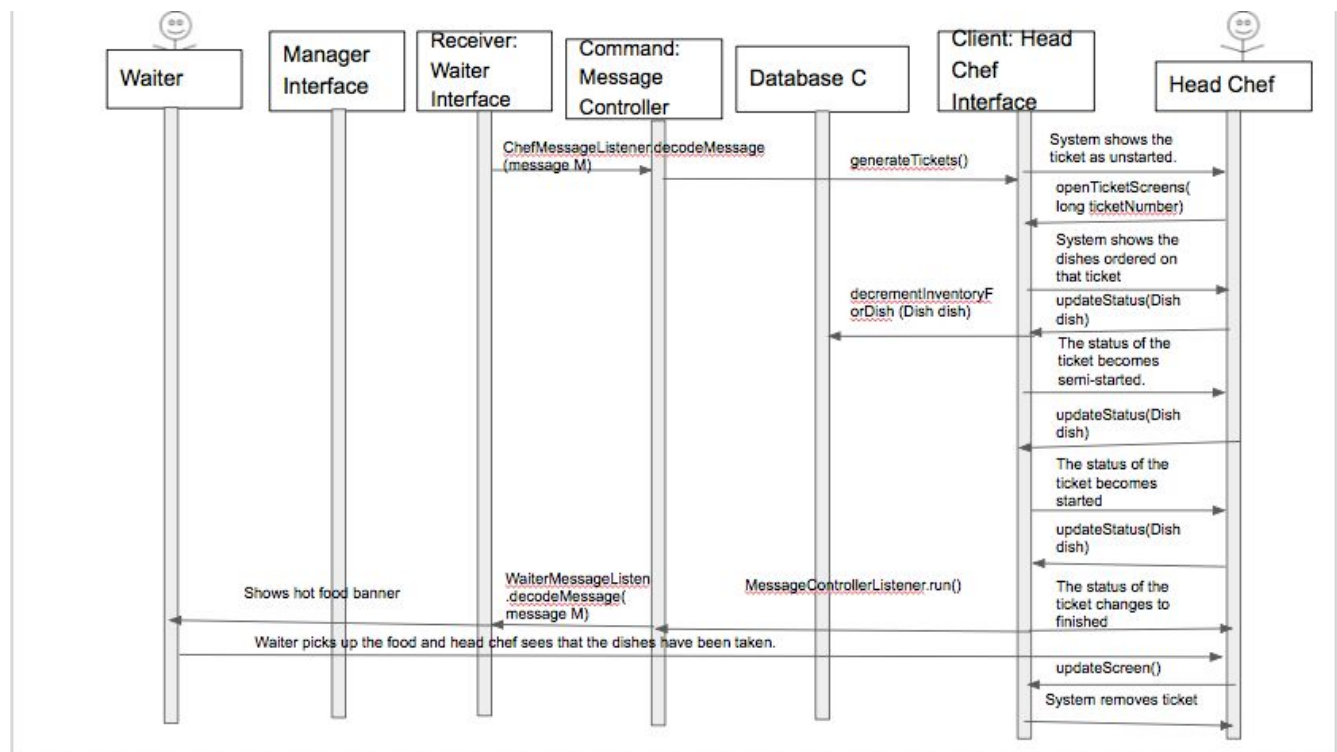 Waiter
Manager
Interface
Receiver:
Waiter
Interface
Command:
Message
Controller
Database C
Client: Head
Chef
Interface
Head Chef
ChefMessageListener.decodeMessage
(message M)
generateTickets()
System shows the
ticket as unstarted.
openTicketScreens(
long ticketNumber)
System shows the
dishes ordered on
that ticket
decrementInventoryF
orDish (Dish dish)
updateStatus(Dish
dish)
The status of the
ticket becomes
semi-started.
updateStatus(Dish
dish)
The status of the
ticket becomes
started
updateStatus(Dish
dish)
Shows hot food banner
WaiterMessageListen
.decodeMessage(
message M)
MessageControllerListener.run()
The status of the
ticket changes to
finished
Waiter picks up the food and head chef sees that the dishes have been taken.
updateScreen()
System removes ticket